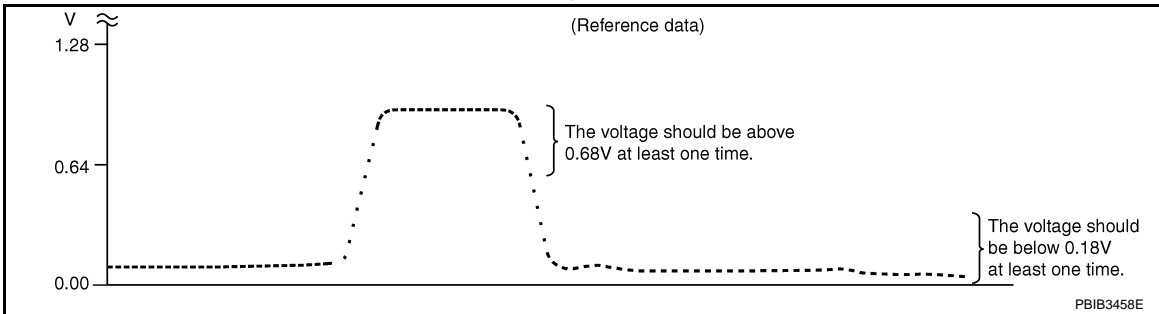 (Reference data)
V
1.28
0.64
0.00
The voltage should be above
0.68V at least one time.
The voltage should
be below 0.18V
at least one time.
PBIB3458E